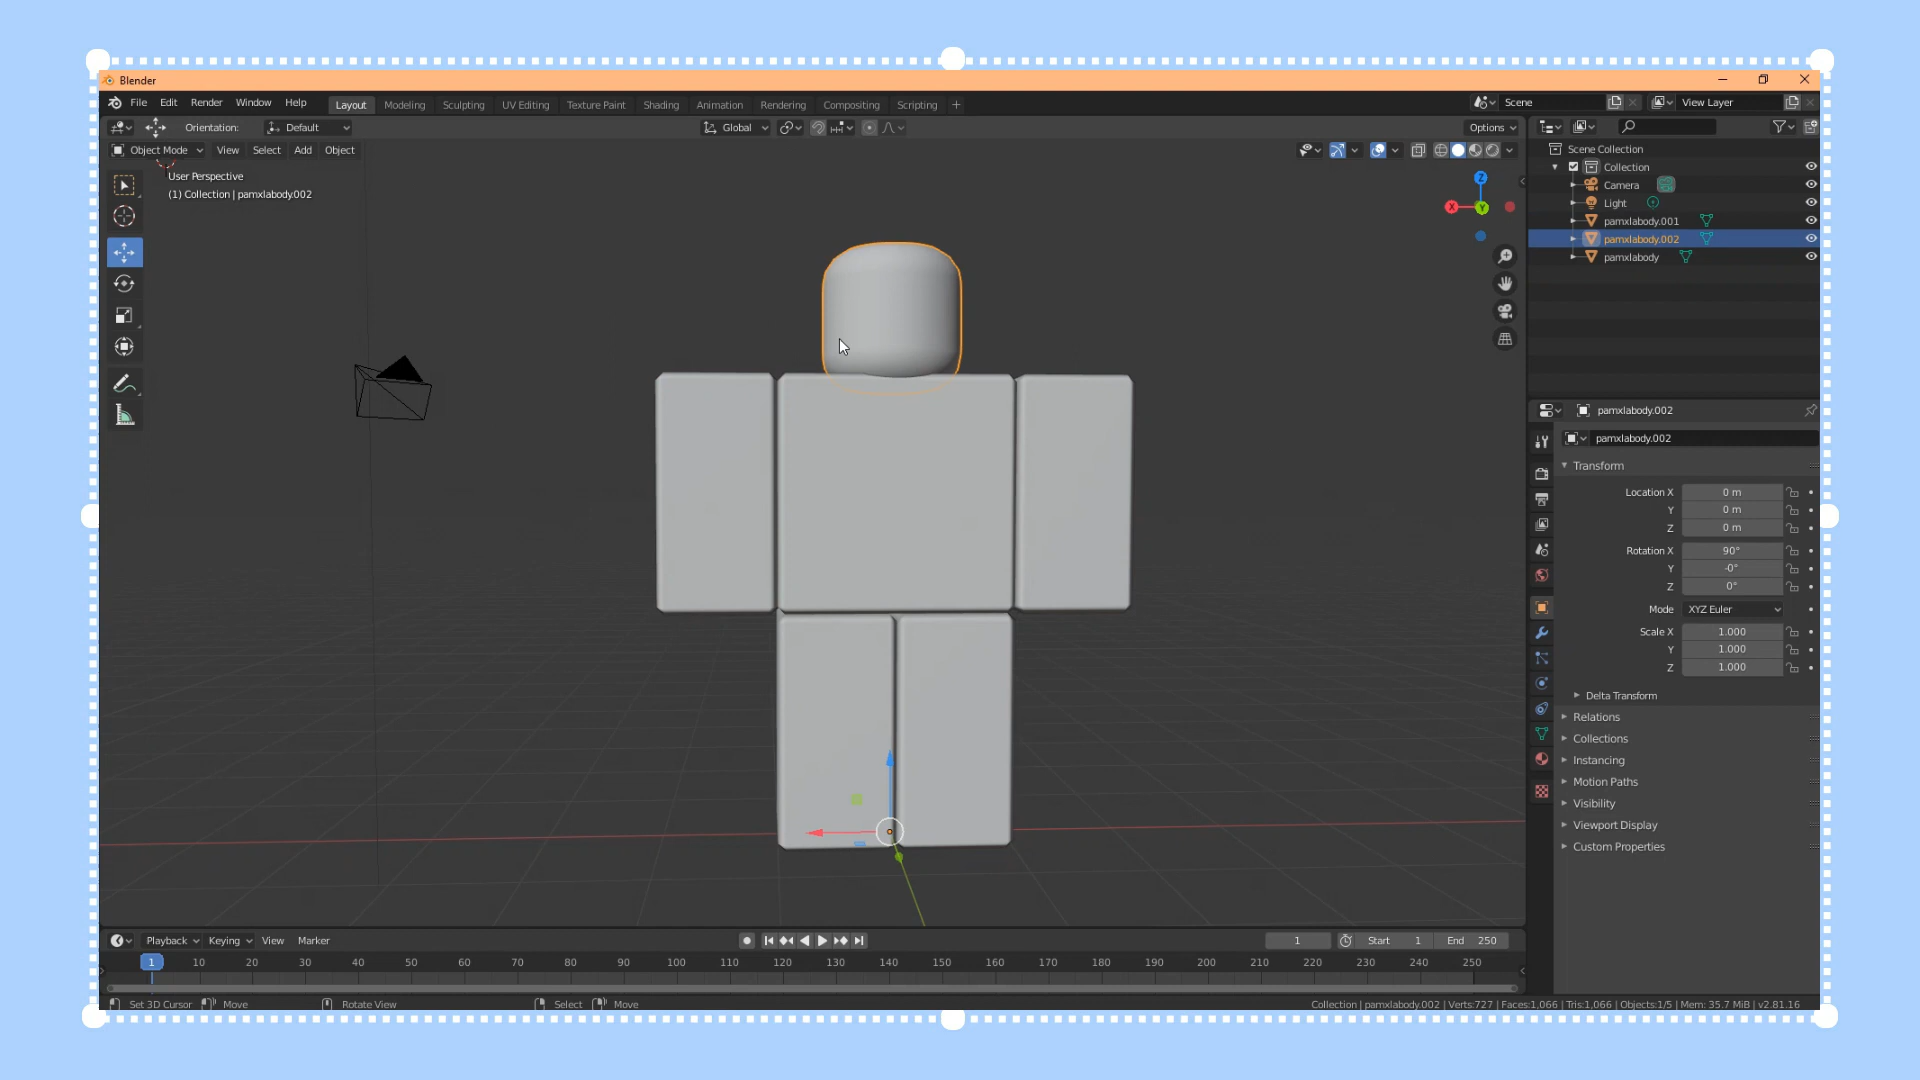 Blender
File Edit Render Window Help Layout Modeling Sculpting UV Editing Texture Paint Shading Animation Rendering Compositing Scripting + Scene View Layer
Orientation: Default Global Options
Object Mode View Select Add Object
User Perspective
(1) Collection | pamxlabody.002
Z
X Y
Scene Collection
Collection
Camera
Light
pamxlabody.001
pamxlabody.002
pamxlabody
pamxlabody.002
pamxlabody.002
Transform
Location X 0 m
Y 0 m
Z 0 m
Rotation X 90°
Y -0°
Z 0°
Mode XYZ Euler
Scale X 1.000
Y 1.000
Z 1.000
Delta Transform
Relations
Collections
Instancing
Motion Paths
Visibility
Viewport Display
Custom Properties
Playback Keying View Marker 1 Start 1 End 250
1 10 20 30 40 50 60 70 80 90 100 110 120 130 140 150 160 170 180 190 200 210 220 230 240 250
Set 3D Cursor Move Rotate View Select Move Collection | pamxlabody.002 | Verts:727 | Faces:1,066 | Tris:1,066 | Objects:1/5 | Mem: 35.7 MiB | v2.81.16